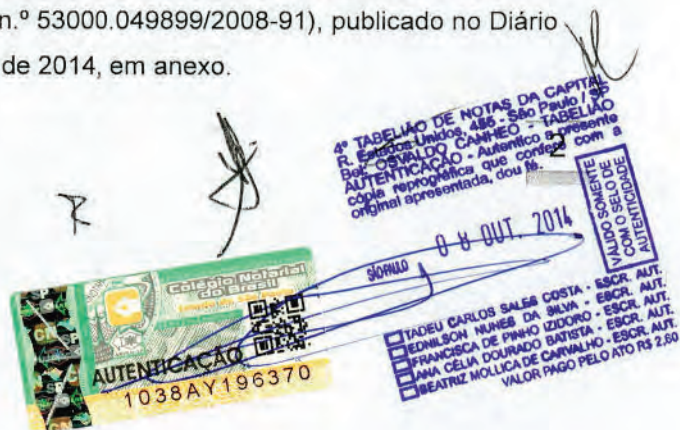 n.º 53000.049899/2008-91), publicado no Diário
de 2014, em anexo.
4º TABELIÃO DE NOTAS DA CAPITAL
R. Estados Unidos, 455 - São Paulo / SP
Bel. OSVALDO CANHEO - TABELIÃO
AUTENTICAÇÃO - Autentico a presente
cópia reprográfica que confere com a
original apresentada, dou fé.
2
VÁLIDO SOMENTE
COM O SELO DE
AUTENTICIDADE
SÃO PAULO
08 OUT. 2014
Colégio Notarial
do Brasil
AUTENTICAÇÃO
1038AY196370
TADEU CARLOS SALES COSTA - ESCR. AUT.
EDNILSON NUNES DA SILVA - ESCR. AUT.
FRANCISCA DE PINHO IZIDORO - ESCR. AUT.
ANA CÉLIA DOURADO BATISTA - ESCR. AUT.
BEATRIZ MOLLICA DE CARVALHO - ESCR. AUT.
VALOR PAGO PELO ATO R$ 2.60